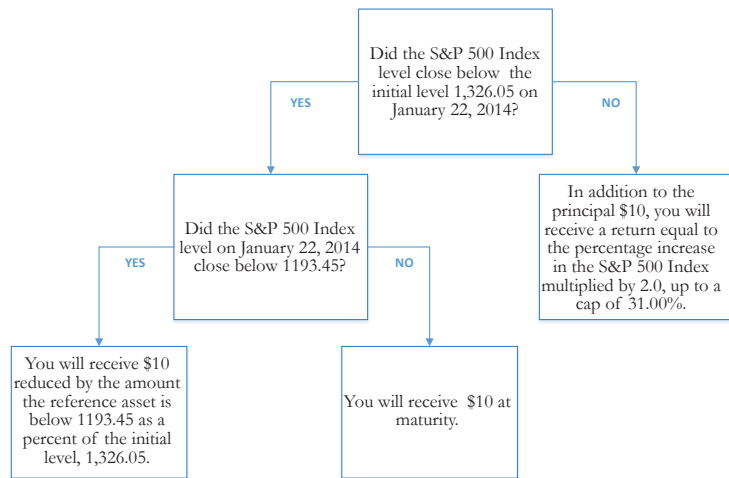 Did the S&P 500 Index
level close below the
initial level 1,326.05 on
January 22, 2014?
YES
NO
Did the S&P 500 Index
level on January 22, 2014
close below 1193.45?
In addition to the
principal $10, you will
receive a return equal to
the percentage increase
in the S&P 500 Index
multiplied by 2.0, up to a
cap of 31.00%.
YES
NO
You will receive $10
reduced by the amount
the reference asset is
below 1193.45 as a
percent of the initial
level, 1,326.05.
You will receive $10 at
maturity.